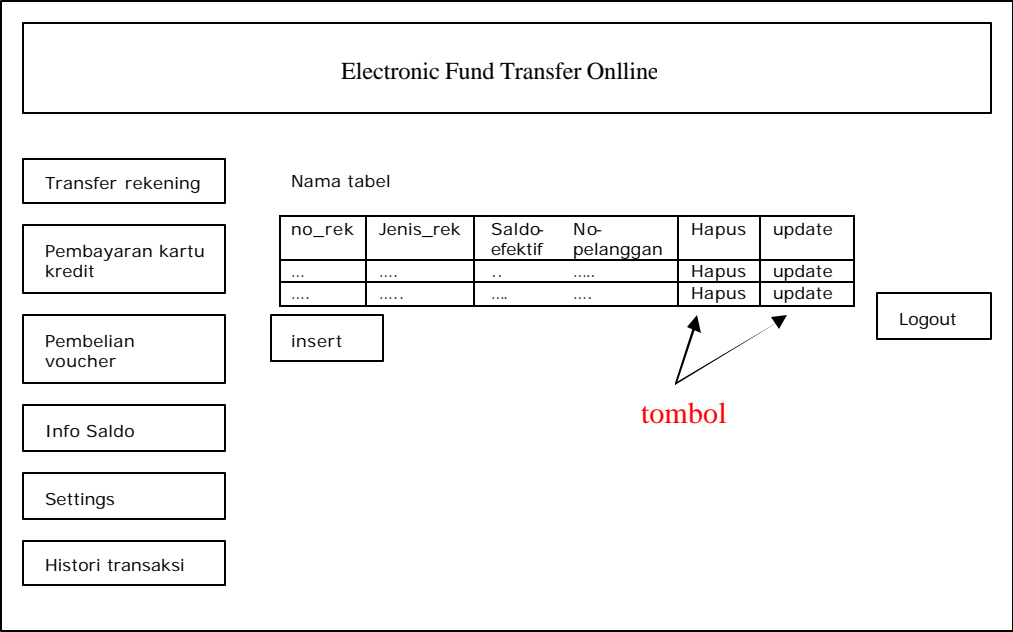 Electronic Fund Transfer Onlline
Transfer rekening
Pembayaran kartu
kredit
Pembelian
voucher
Info Saldo
Settings
Histori transaksi
Nama tabel
no_rek Jenis_rek Saldo- No- Hapus update
efektif pelanggan
... .... .. ..... Hapus update
.... ..... .... .... Hapus update
insert
tombol
Logout